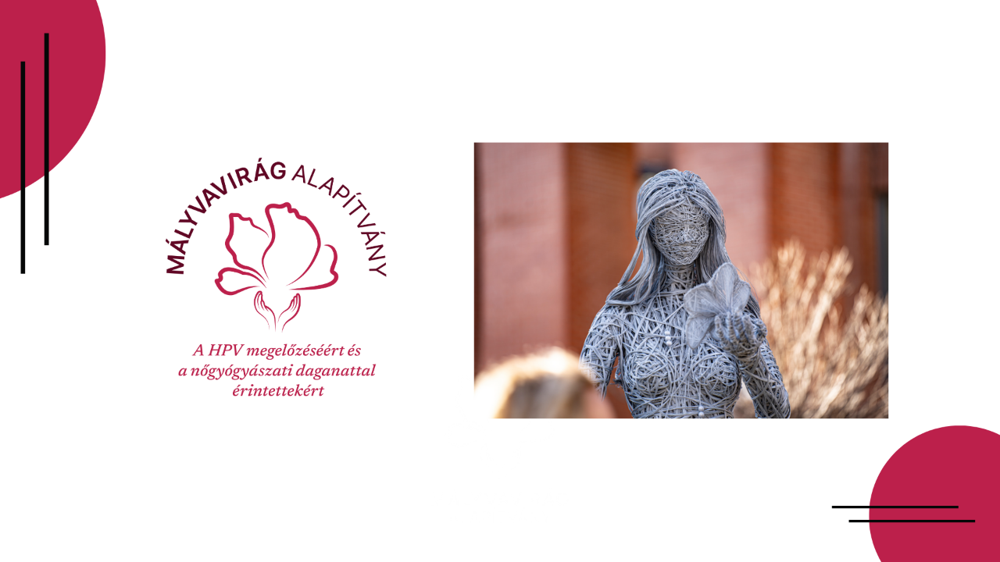 MÁLYVAVIRÁG ALAPÍTVÁNY
A HPV megelőzéséért és
a nőgyógyászati daganattal
érintettekért